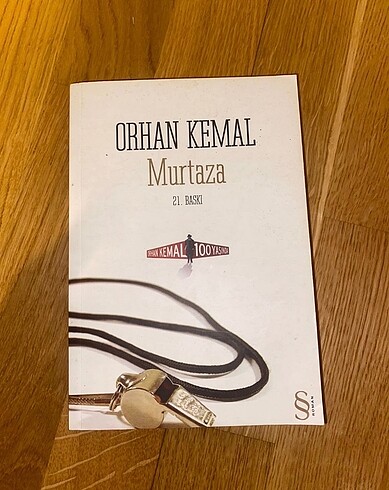 ORHAN KEMAL
Murtaza
21. BASKI
ORHAN KEMAL 100 YAŞINDA
ROMAN